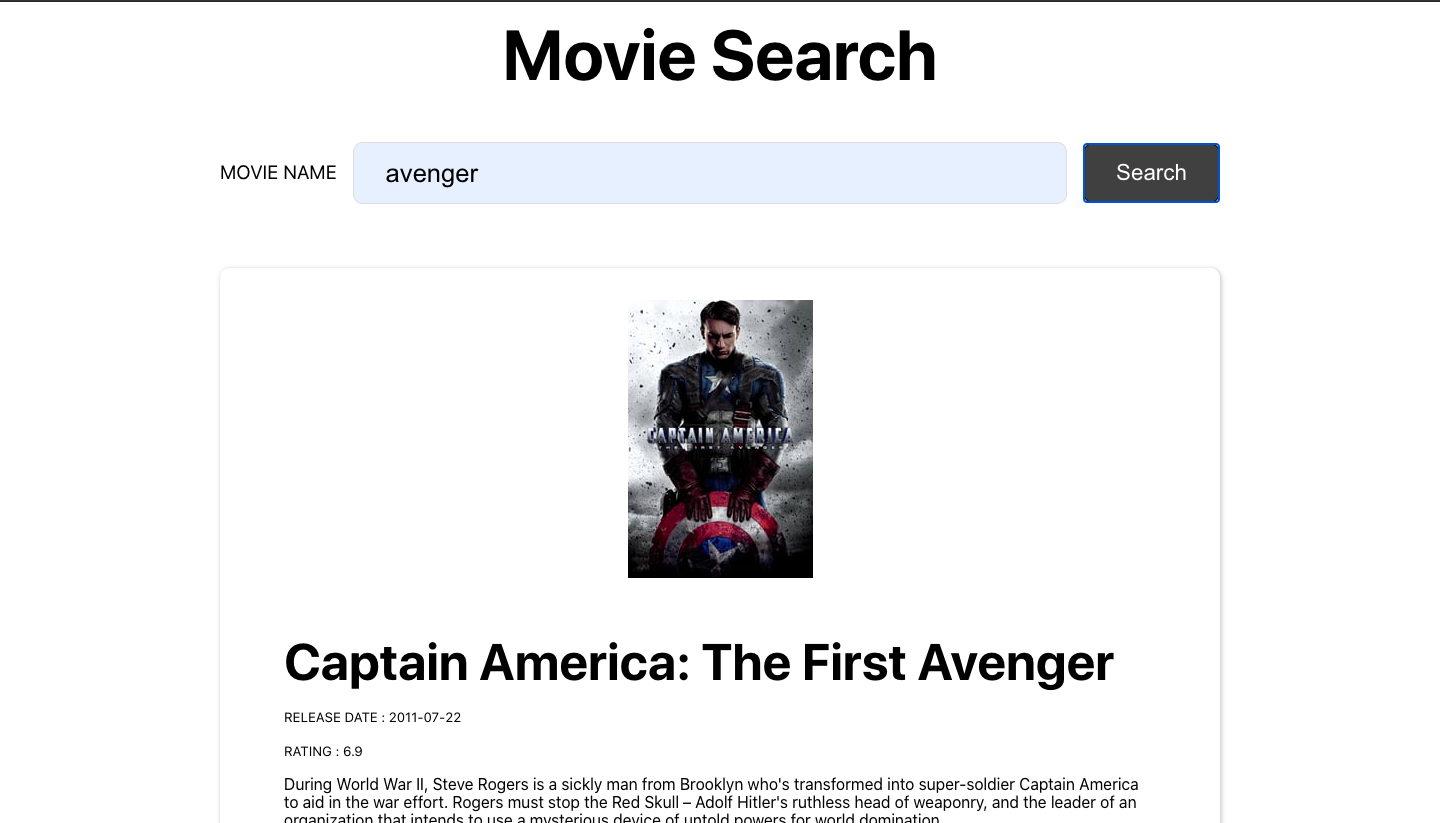 Movie Search
MOVIE NAME
avenger
Search
CAPTAIN AMERICA
THE FIRST AVENGER
Captain America: The First Avenger
RELEASE DATE : 2011-07-22
RATING : 6.9
During World War II, Steve Rogers is a sickly man from Brooklyn who's transformed into super-soldier Captain America
to aid in the war effort. Rogers must stop the Red Skull – Adolf Hitler's ruthless head of weaponry, and the leader of an
organization that intends to use a mysterious device of untold powers for world domination.